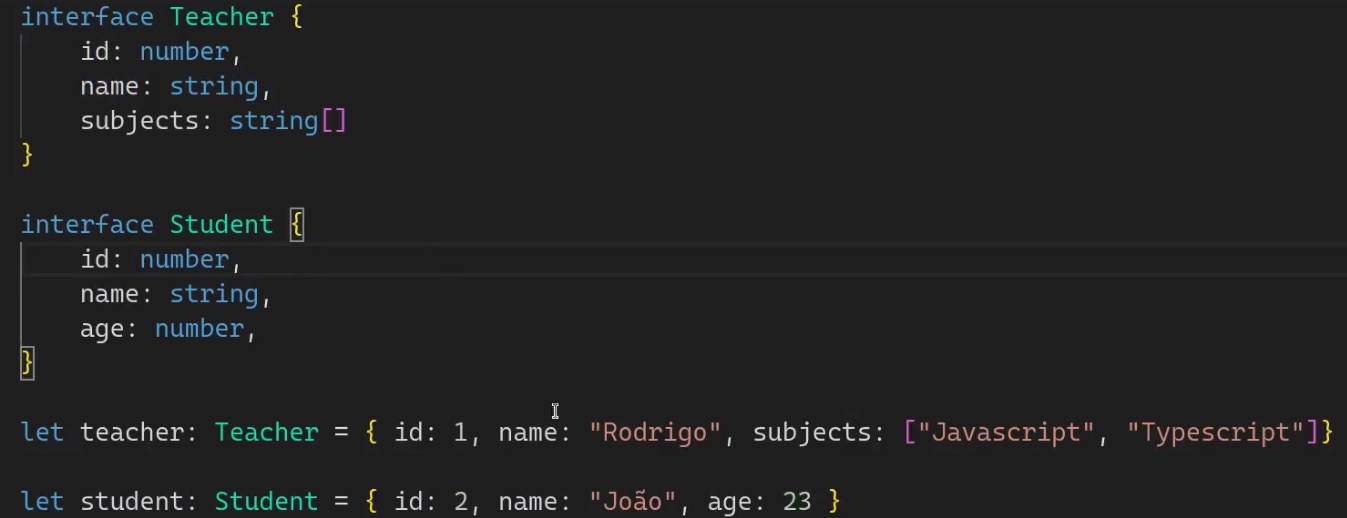 interface Teacher {
id: number,
name: string,
subjects: string[]
}
interface Student {
id: number,
name: string,
age: number,
}
let teacher: Teacher = { id: 1, name: "Rodrigo", subjects: ["Javascript", "Typescript"]}
let student: Student = { id: 2, name: "João", age: 23 }